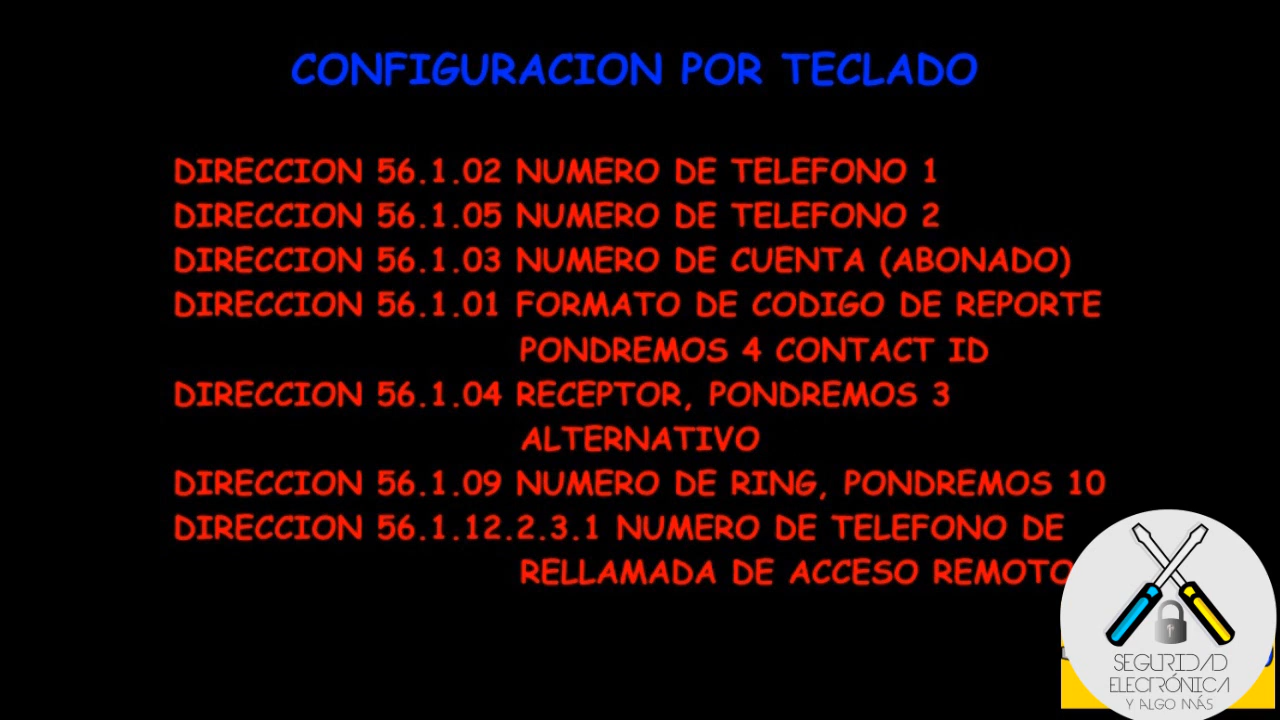 CONFIGURACION POR TECLADO
DIRECCION 56.1.02 NUMERO DE TELEFONO 1
DIRECCION 56.1.05 NUMERO DE TELEFONO 2
DIRECCION 56.1.03 NUMERO DE CUENTA (ABONADO)
DIRECCION 56.1.01 FORMATO DE CODIGO DE REPORTE
PONDREMOS 4 CONTACT ID
DIRECCION 56.1.04 RECEPTOR, PONDREMOS 3
ALTERNATIVO
DIRECCION 56.1.09 NUMERO DE RING, PONDREMOS 10
DIRECCION 56.1.12.2.3.1 NUMERO DE TELEFONO DE
RELLAMADA DE ACCESO REMOTO
SEGURIDAD
ELECTRÓNICA
Y ALGO MÁS